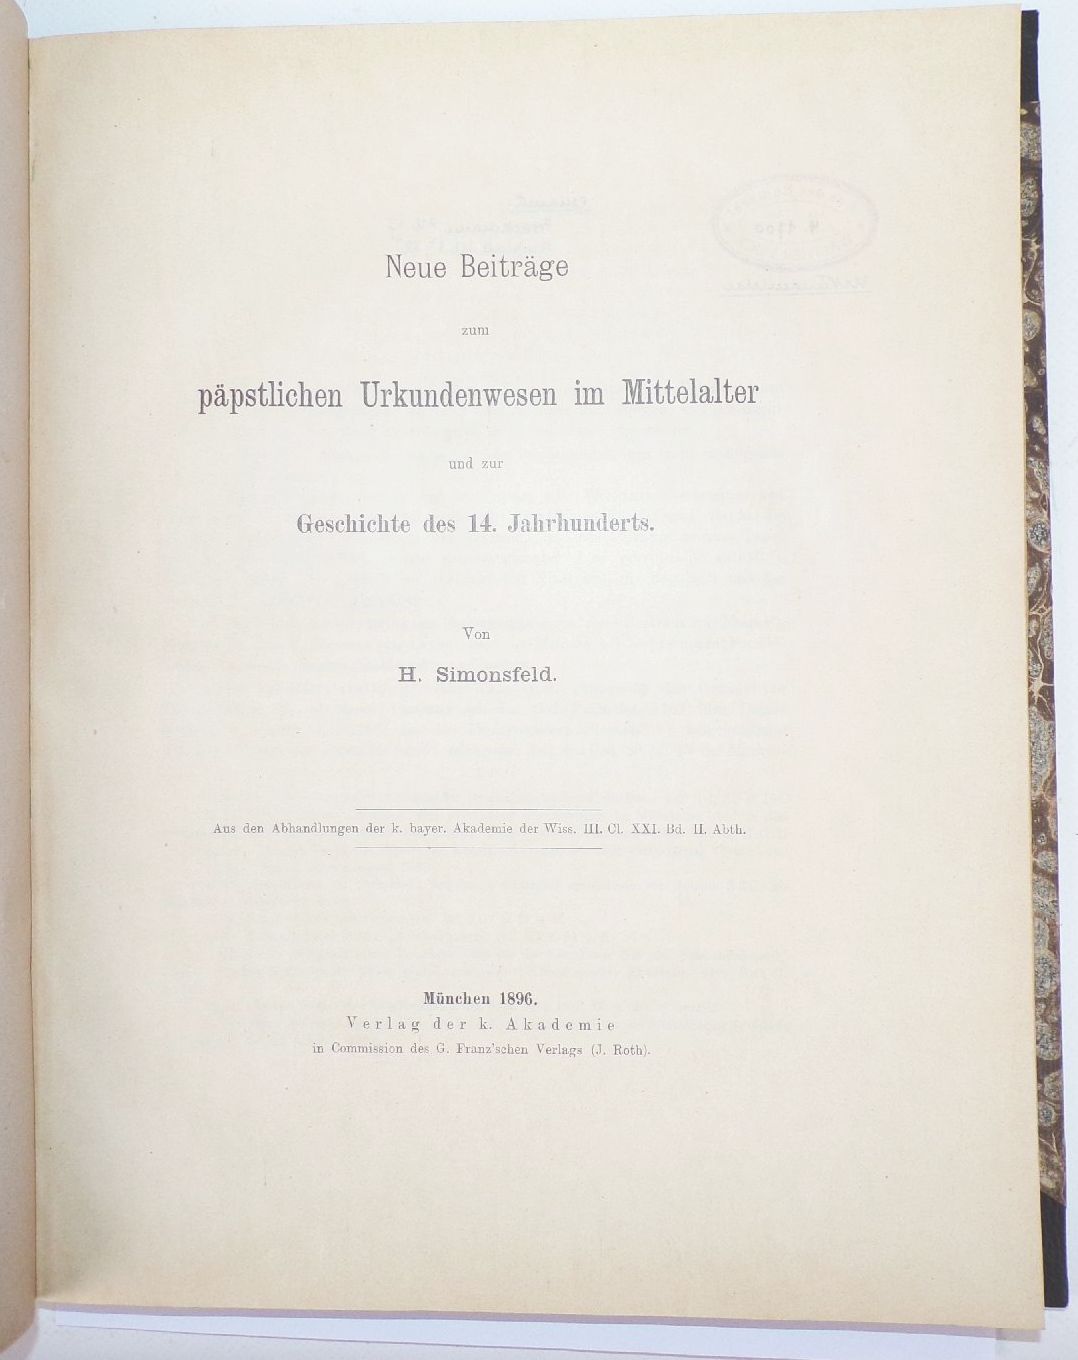 Neue Beiträge
zum
päpstlichen Urkundenwesen im Mittelalter
und zur
Geschichte des 14. Jahrhunderts.
Von
H. Simonsfeld.
Aus den Abhandlungen der k. bayer. Akademie der Wiss. III. Cl. XXI. Bd. II. Abth.
München 1896.
Verlag der k. Akademie
in Commission des G. Franz'schen Verlags (J. Roth).